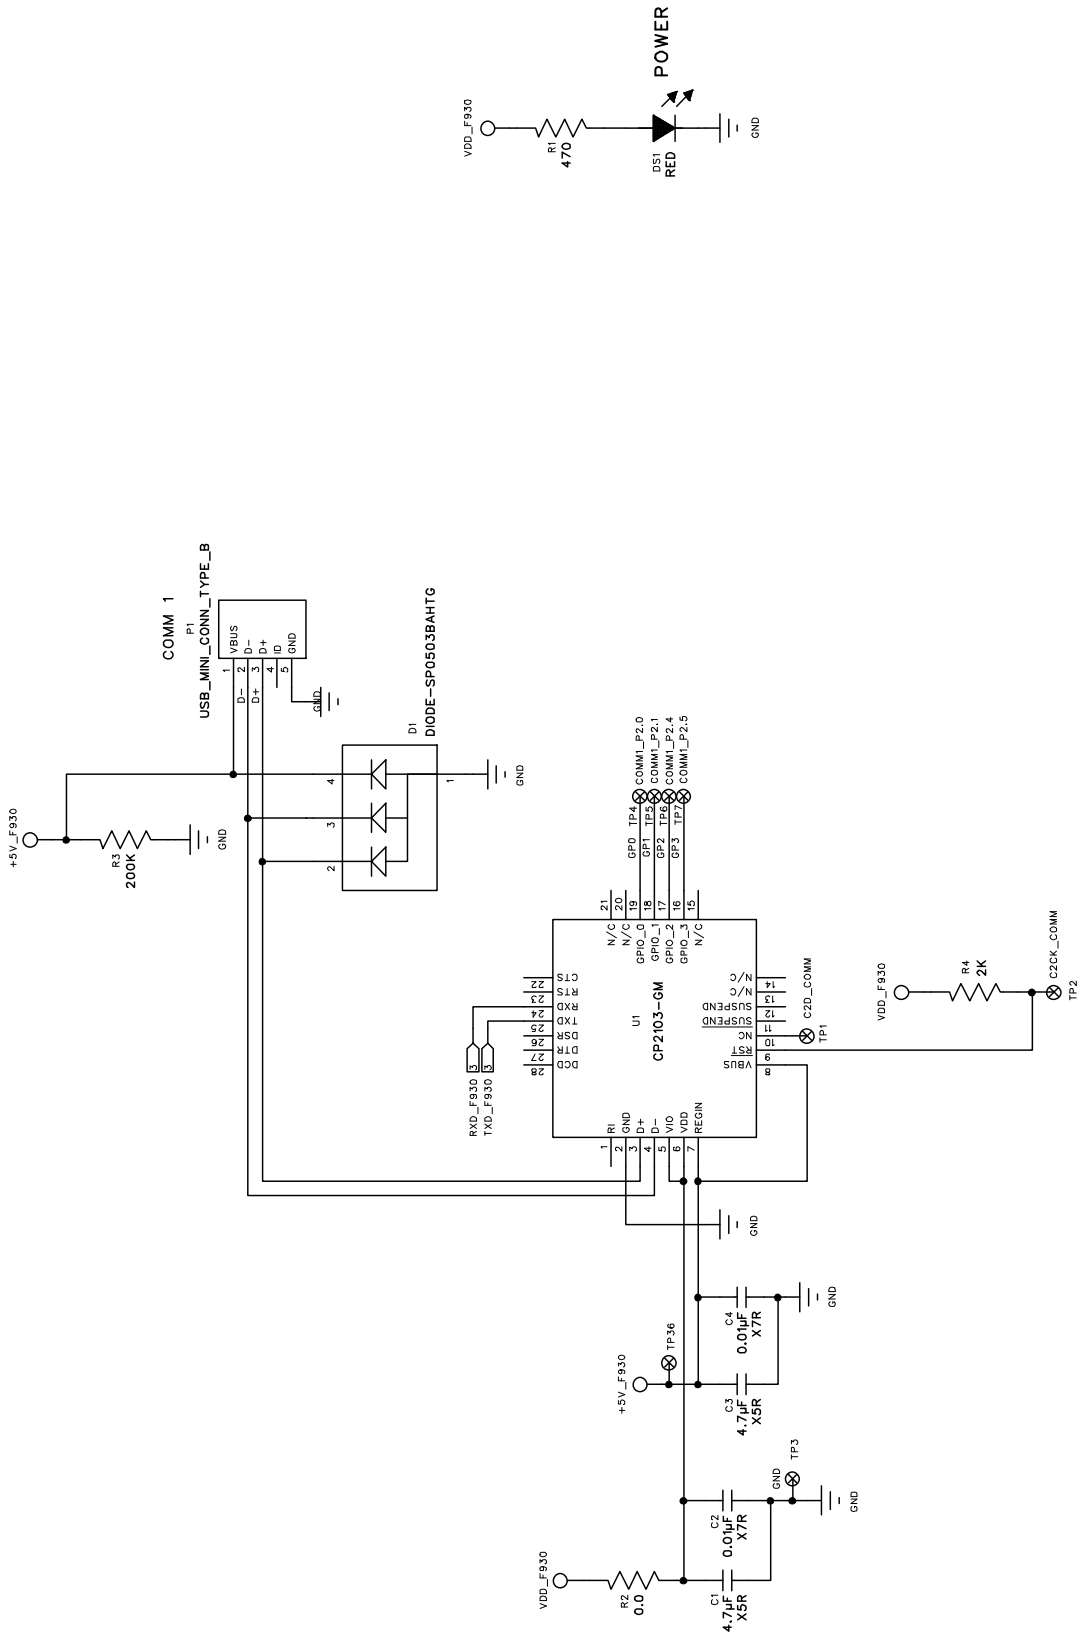 POWER
VDD_F930
R1
470
DS1
RED
GND
COMM 1
P1
USB_MINI_CONN_TYPE_B
VBUS
D-
D+
ID
GND
1
2
3
4
5
D-
D+
GND
+5V_F930
R3
200K
GND
D1
DIODE-SP0503BAHTG
4
3
2
1
GND
RXD_F930 3
TXD_F930 3
U1
CP2103-GM
22 CTS
23 RTS
24 RXD
25 TXD
26 DSR
27 DTR
28 DCD
21 N/C
20 N/C
19 GPIO_0
18 GPIO_1
17 GPIO_2
16 GPIO_3
15 N/C
GP0 TP4 COMM1_P2.0
GP1 TP5 COMM1_P2.1
GP2 TP6 COMM1_P2.4
GP3 TP7 COMM1_P2.5
14 N/C
13 N/C
12 SUSPEND
11 SUSPEND
10 NC
9 RST
8 VBUS
1 RI
2 GND
3 D+
4 D-
5 VIO
6 VDD
7 REGIN
C2D_COMM
TP1
VDD_F930
R4
2K
C2CK_COMM
TP2
GND
+5V_F930
TP36
C4
0.01µF
X7R
C3
4.7µF
X5R
GND
VDD_F930
R2
0.0
C2
0.01µF
X7R
C1
4.7µF
X5R
GND
TP3
GND